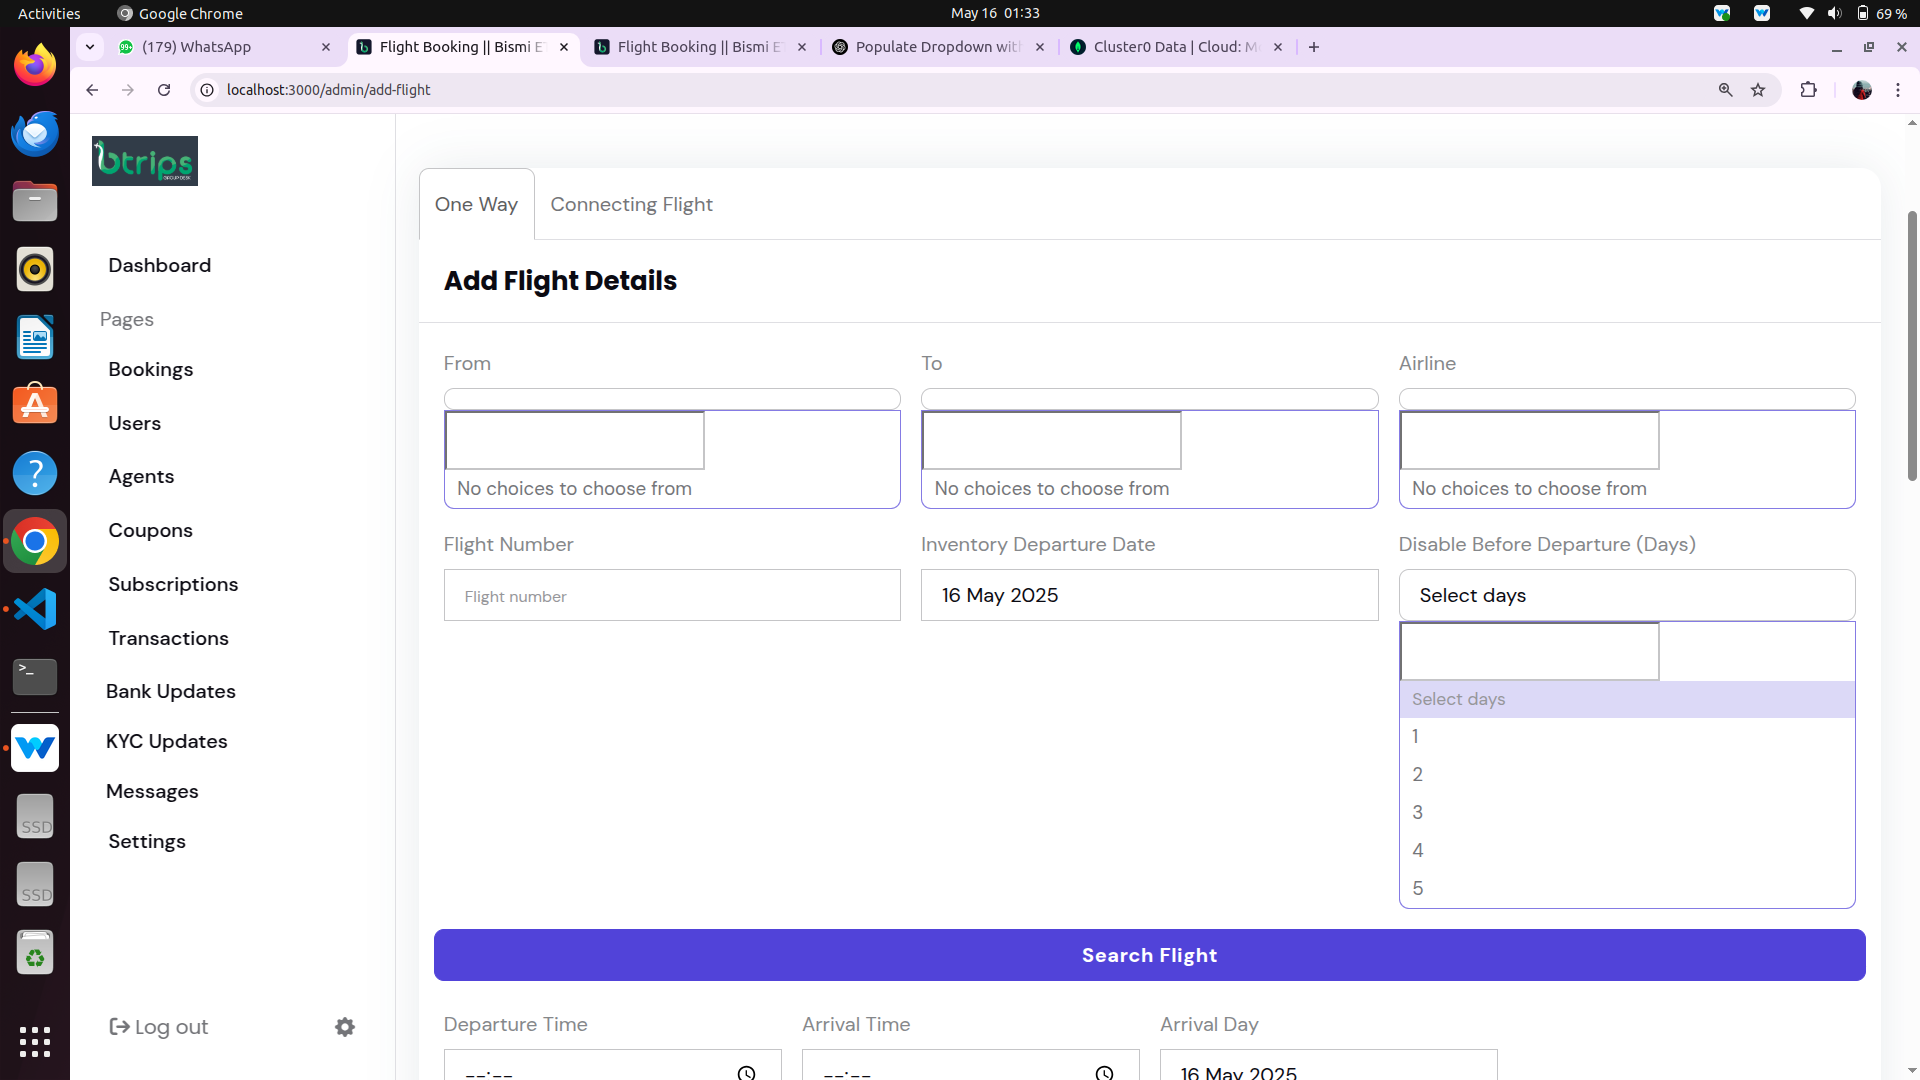 Activities
Google Chrome
May 16 01:33
69 %
(179) WhatsApp
Flight Booking || Bismi E
Flight Booking || Bismi E
Populate Dropdown wit
Cluster0 Data | Cloud: M
localhost:3000/admin/add-flight
btrips
Dashboard
Pages
Bookings
Users
Agents
Coupons
Subscriptions
Transactions
Bank Updates
KYC Updates
Messages
Settings
Log out
One Way
Connecting Flight
Add Flight Details
From
To
Airline
No choices to choose from
No choices to choose from
No choices to choose from
Flight Number
Inventory Departure Date
Disable Before Departure (Days)
Flight number
16 May 2025
Select days
Select days
1
2
3
4
5
Search Flight
Departure Time
Arrival Time
Arrival Day
--:--
--:--
16 May 2025
SSD
SSD